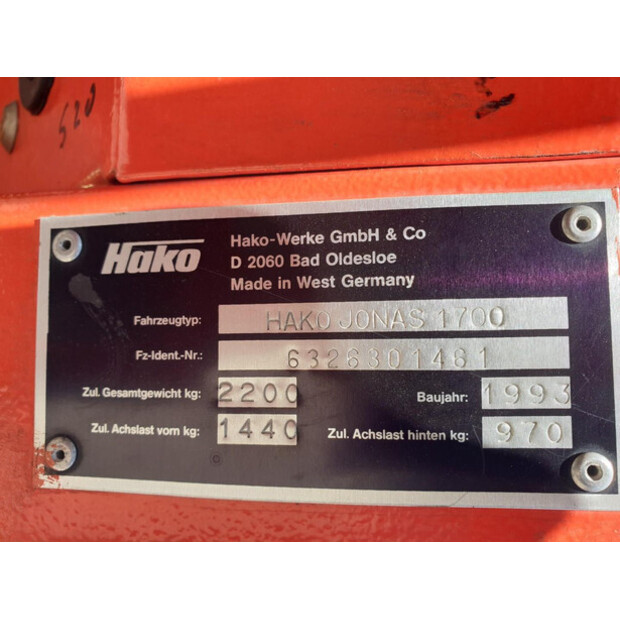 520
Hako
Hako-Werke GmbH & Co
D 2060 Bad Oldesloe
Made in West Germany
Fahrzeugtyp: HAKO JONAS 1700
Fz-Ident.-Nr.: 6326301461
Zul. Gesamtgewicht kg: 2200 Baujahr: 1993
Zul. Achslast vorn kg: 1440 Zul. Achslast hinten kg: 970